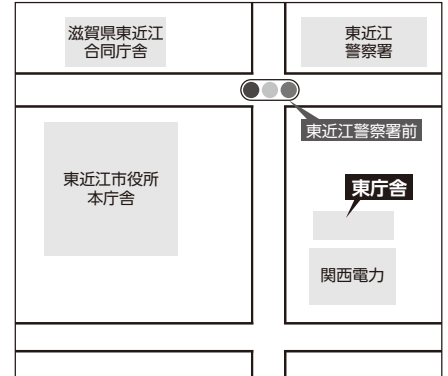 滋賀県東近江
合同庁舎
東近江
警察署
東近江警察署前
東近江市役所
本庁舎
東庁舎
関西電力